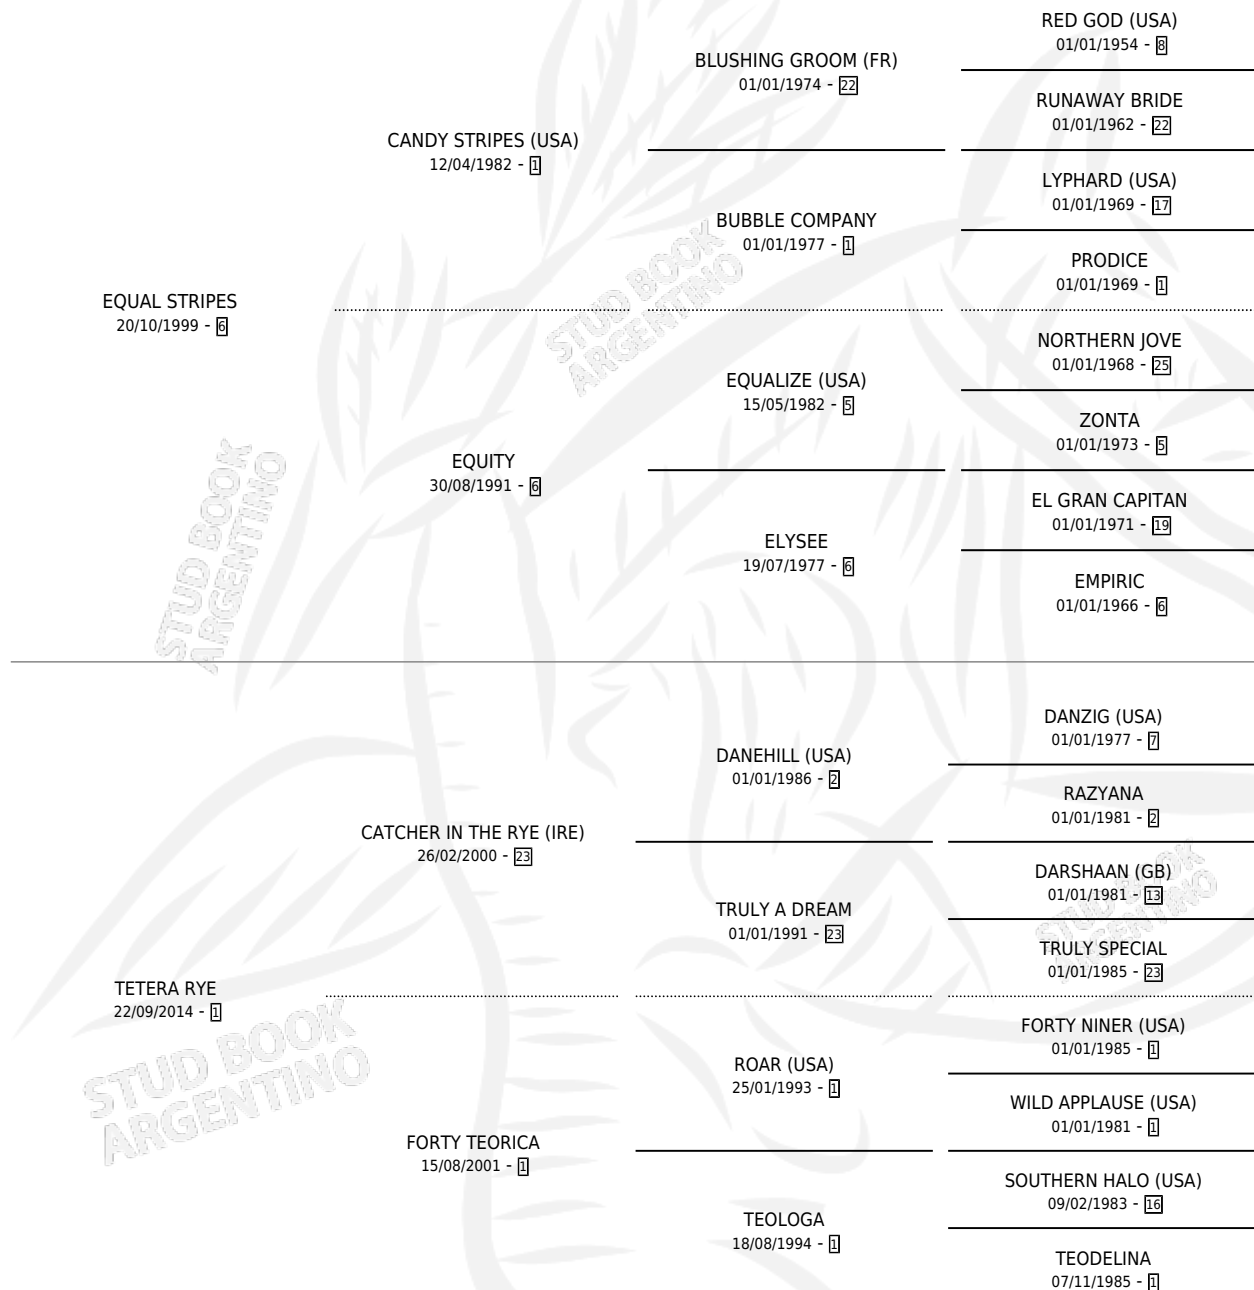 RED GOD (USA)
01/01/1954 - 8
BLUSHING GROOM (FR)
01/01/1974 - 22
RUNAWAY BRIDE
01/01/1962 - 22
CANDY STRIPES (USA)
12/04/1982 - 1
LYPHARD (USA)
01/01/1969 - 17
BUBBLE COMPANY
01/01/1977 - 1
PRODICE
01/01/1969 - 1
EQUAL STRIPES
20/10/1999 - 6
STUD BOOK
ARGENTINO
NORTHERN JOVE
01/01/1968 - 25
EQUALIZE (USA)
15/05/1982 - 5
ZONTA
01/01/1973 - 5
EQUITY
30/08/1991 - 6
EL GRAN CAPITAN
01/01/1971 - 19
ELYSEE
19/07/1977 - 6
EMPIRIC
01/01/1966 - 6
STUD BOOK
ARGENTINO
DANZIG (USA)
01/01/1977 - 7
DANEHILL (USA)
01/01/1986 - 2
RAZYANA
01/01/1981 - 2
CATCHER IN THE RYE (IRE)
26/02/2000 - 23
DARSHAAN (GB)
01/01/1981 - 13
TRULY A DREAM
01/01/1991 - 23
TRULY SPECIAL
01/01/1985 - 23
STUD BOOK
ARGENTINO
TETERA RYE
22/09/2014 - 1
STUD BOOK
ARGENTINO
FORTY NINER (USA)
01/01/1985 - 1
ROAR (USA)
25/01/1993 - 1
WILD APPLAUSE (USA)
01/01/1981 - 1
FORTY TEORICA
15/08/2001 - 1
SOUTHERN HALO (USA)
09/02/1983 - 16
TEOLOGA
18/08/1994 - 1
TEODELINA
07/11/1985 - 1